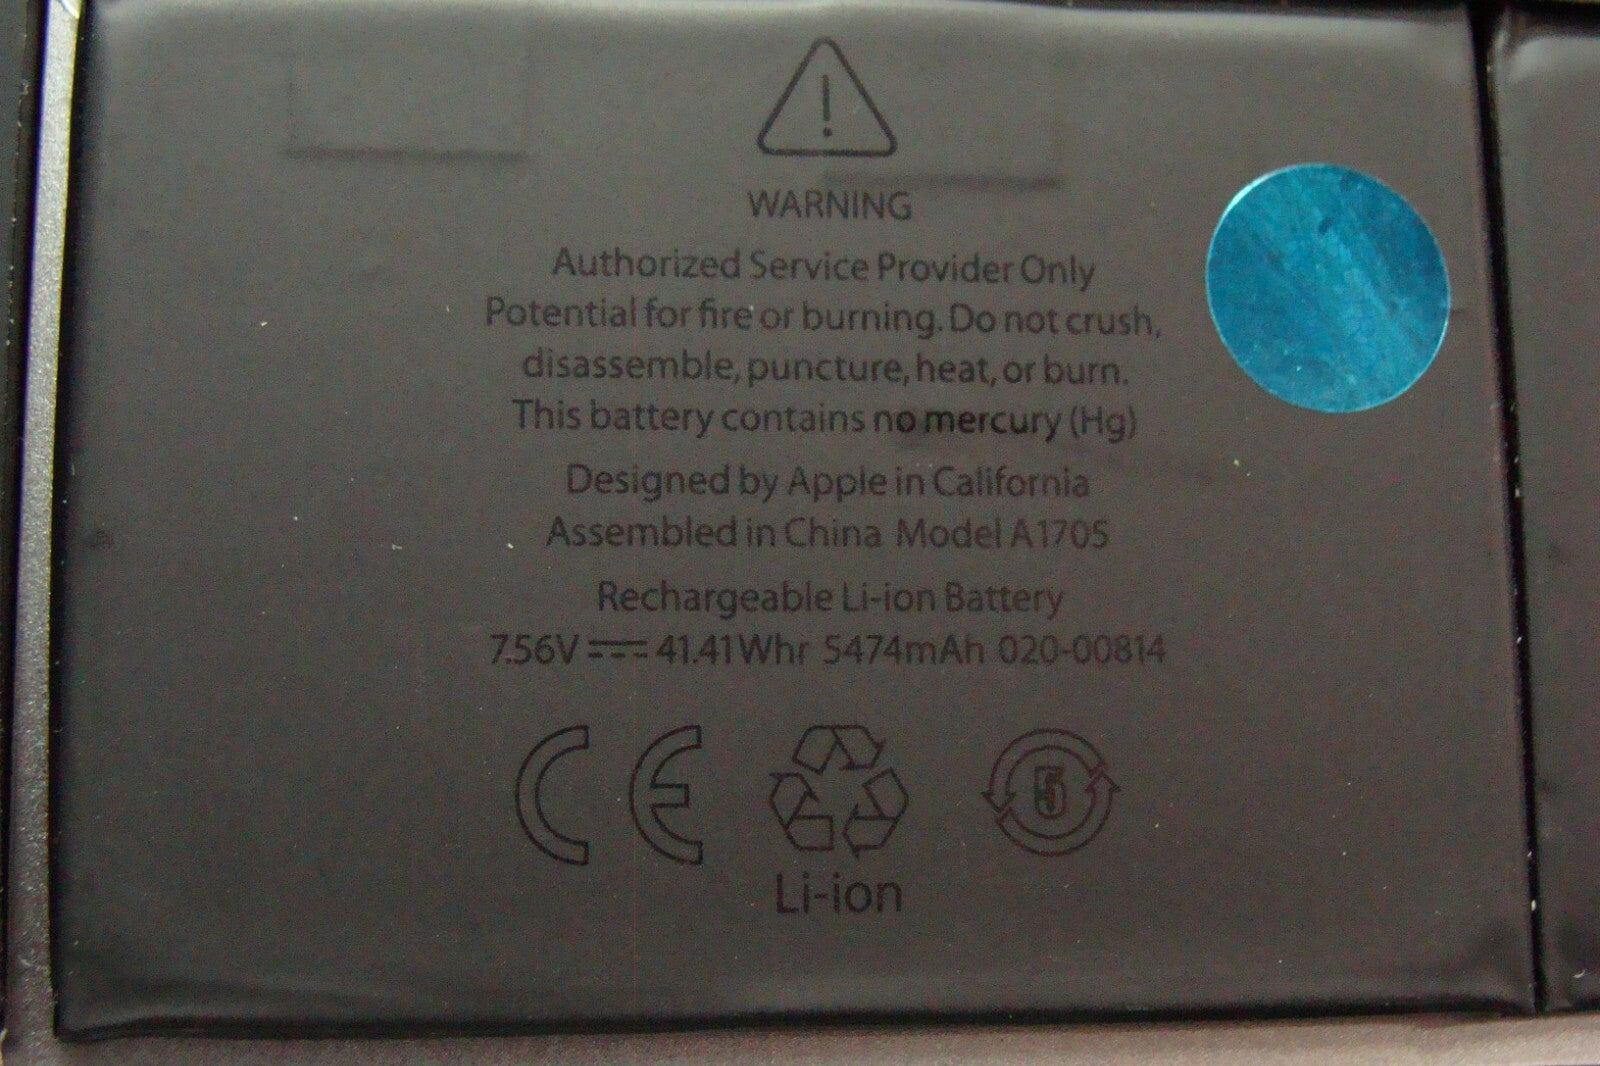 WARNING
Authorized Service Provider Only
Potential for fire or burning. Do not crush,
disassemble, puncture, heat, or burn.
This battery contains no mercury (Hg)
Designed by Apple in California
Assembled in China Model A1705
Rechargeable Li-ion Battery
7.56V ⎓ 41.41Whr 5474mAh 020-00814
CE 5
Li-ion